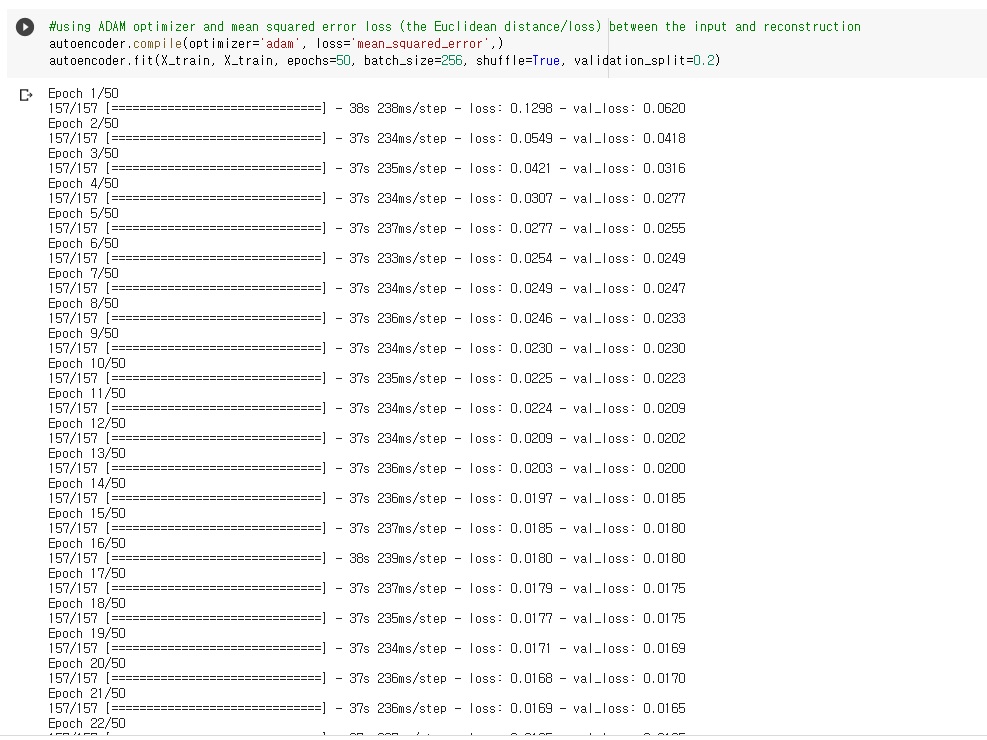 #using ADAM optimizer and mean squared error loss (the Euclidean distance/loss) between the input and reconstruction
autoencoder.compile(optimizer='adam', loss='mean_squared_error',)
autoencoder.fit(X_train, X_train, epochs=50, batch_size=256, shuffle=True, validation_split=0.2)
Epoch 1/50
157/157 [==============================] - 38s 238ms/step - loss: 0.1298 - val_loss: 0.0620
Epoch 2/50
157/157 [==============================] - 37s 234ms/step - loss: 0.0549 - val_loss: 0.0418
Epoch 3/50
157/157 [==============================] - 37s 235ms/step - loss: 0.0421 - val_loss: 0.0316
Epoch 4/50
157/157 [==============================] - 37s 234ms/step - loss: 0.0307 - val_loss: 0.0277
Epoch 5/50
157/157 [==============================] - 37s 237ms/step - loss: 0.0277 - val_loss: 0.0255
Epoch 6/50
157/157 [==============================] - 37s 233ms/step - loss: 0.0254 - val_loss: 0.0249
Epoch 7/50
157/157 [==============================] - 37s 234ms/step - loss: 0.0249 - val_loss: 0.0247
Epoch 8/50
157/157 [==============================] - 37s 236ms/step - loss: 0.0246 - val_loss: 0.0233
Epoch 9/50
157/157 [==============================] - 37s 234ms/step - loss: 0.0230 - val_loss: 0.0230
Epoch 10/50
157/157 [==============================] - 37s 235ms/step - loss: 0.0225 - val_loss: 0.0223
Epoch 11/50
157/157 [==============================] - 37s 234ms/step - loss: 0.0224 - val_loss: 0.0209
Epoch 12/50
157/157 [==============================] - 37s 234ms/step - loss: 0.0209 - val_loss: 0.0202
Epoch 13/50
157/157 [==============================] - 37s 236ms/step - loss: 0.0203 - val_loss: 0.0200
Epoch 14/50
157/157 [==============================] - 37s 236ms/step - loss: 0.0197 - val_loss: 0.0185
Epoch 15/50
157/157 [==============================] - 37s 237ms/step - loss: 0.0185 - val_loss: 0.0180
Epoch 16/50
157/157 [==============================] - 38s 239ms/step - loss: 0.0180 - val_loss: 0.0180
Epoch 17/50
157/157 [==============================] - 37s 237ms/step - loss: 0.0179 - val_loss: 0.0175
Epoch 18/50
157/157 [==============================] - 37s 235ms/step - loss: 0.0177 - val_loss: 0.0175
Epoch 19/50
157/157 [==============================] - 37s 234ms/step - loss: 0.0171 - val_loss: 0.0169
Epoch 20/50
157/157 [==============================] - 37s 236ms/step - loss: 0.0168 - val_loss: 0.0170
Epoch 21/50
157/157 [==============================] - 37s 236ms/step - loss: 0.0169 - val_loss: 0.0165
Epoch 22/50